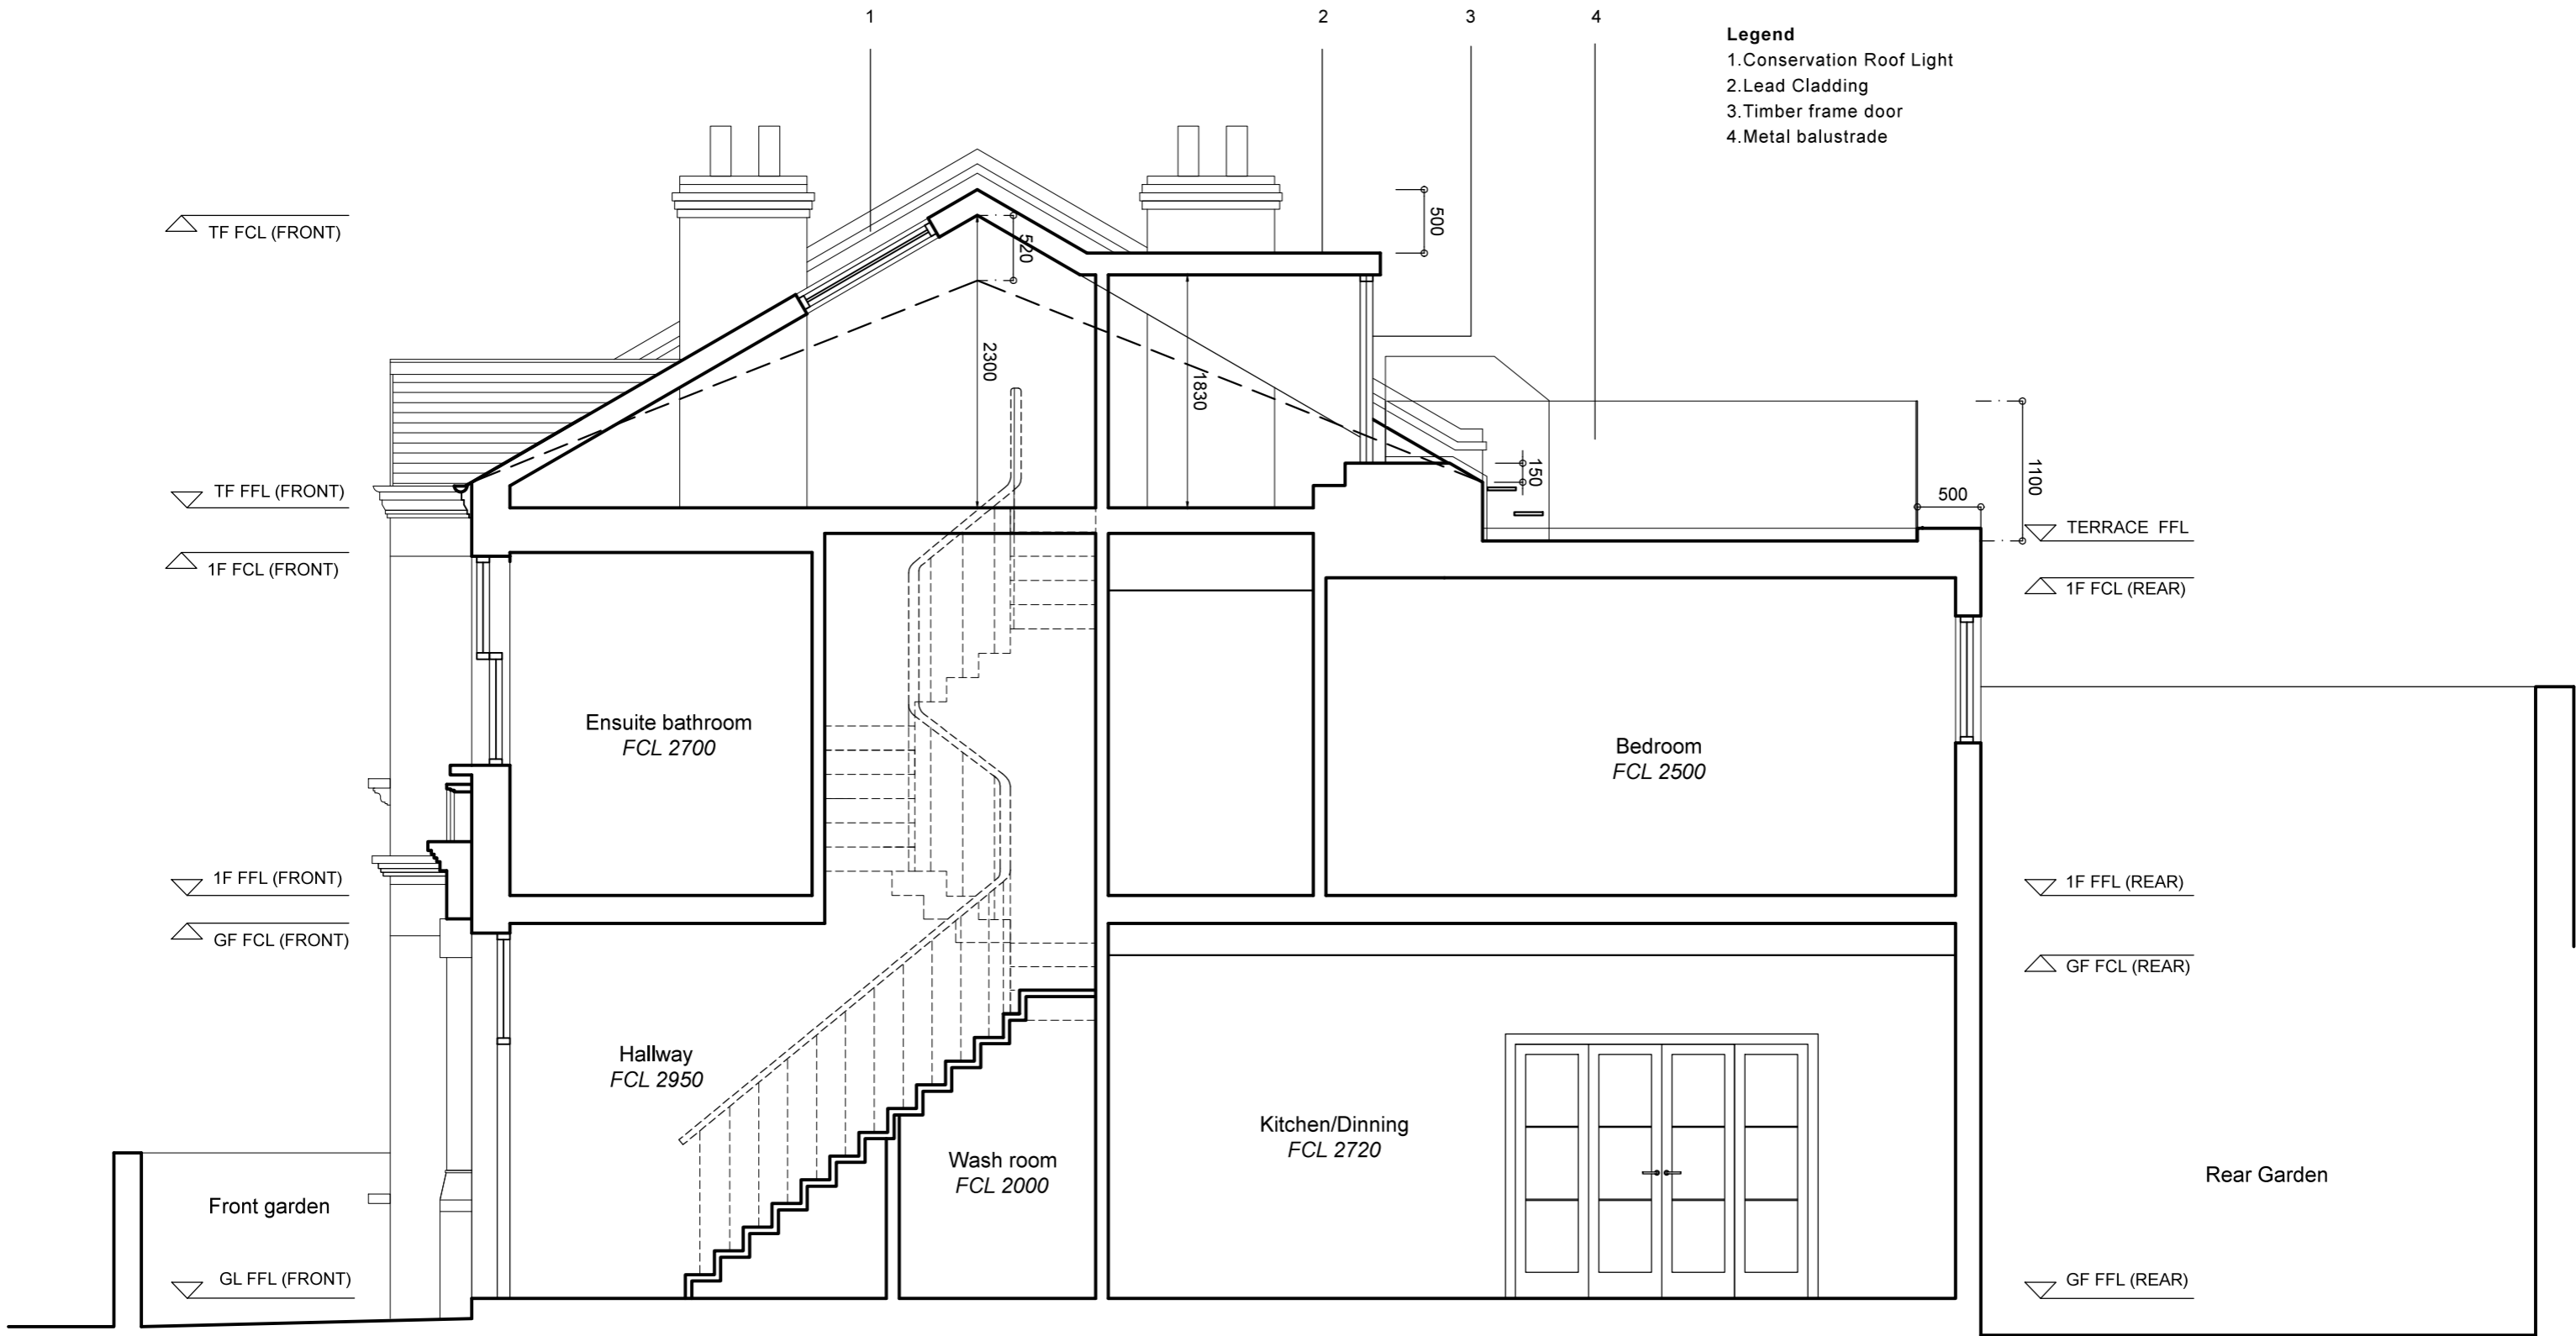 1
2
3
4
Legend
1.Conservation Roof Light
2.Lead Cladding
3.Timber frame door
4.Metal balustrade
500
TF FCL (FRONT)
520
2300
1830
TF FFL (FRONT)
150
500
1100
TERRACE FFL
1F FCL (FRONT)
1F FCL (REAR)
Ensuite bathroom
FCL 2700
Bedroom
FCL 2500
1F FFL (FRONT)
1F FFL (REAR)
GF FCL (FRONT)
GF FCL (REAR)
Hallway
FCL 2950
Kitchen/Dinning
FCL 2720
Wash room
FCL 2000
Front garden
Rear Garden
GL FFL (FRONT)
GF FFL (REAR)